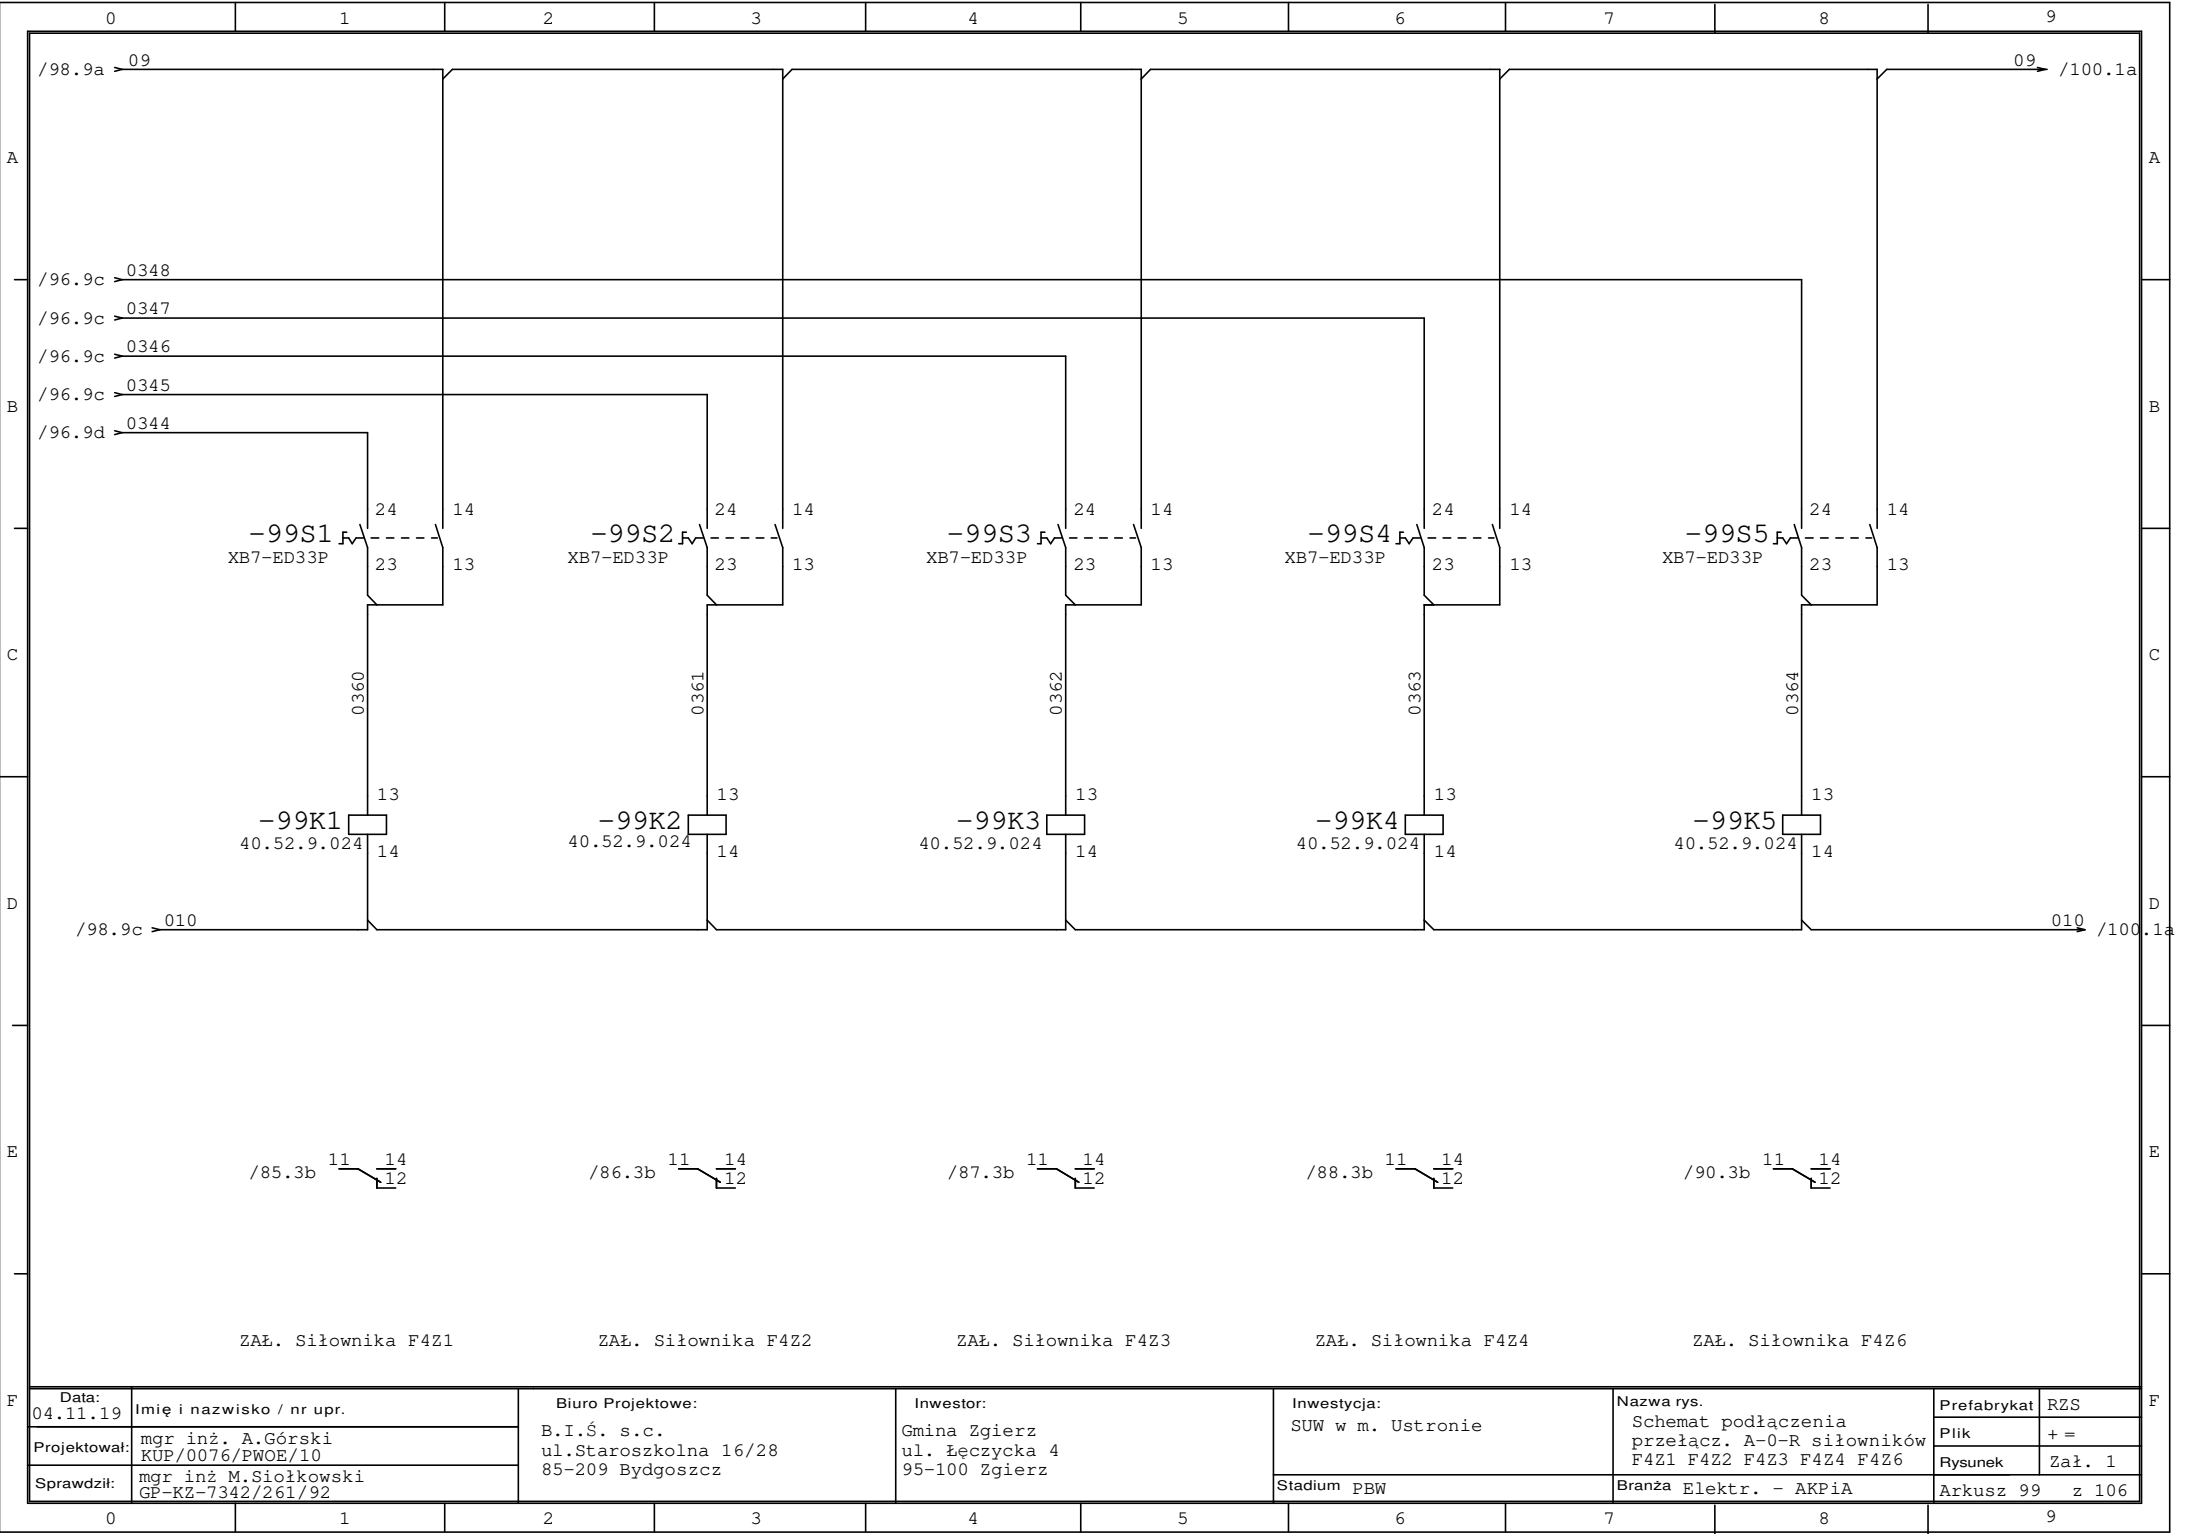 0 1 2 3 4 5 6 7 8 9
/98.9a 09 09 /100.1a
A A
/96.9c 0348
/96.9c 0347
/96.9c 0346
/96.9c 0345
B B
/96.9d 0344
24 14 24 14 24 14 24 14 24 14
-99S1 -99S2 -99S3 -99S4 -99S5
XB7-ED33P XB7-ED33P XB7-ED33P XB7-ED33P XB7-ED33P
23 13 23 13 23 13 23 13 23 13
C C
0360 0361 0362 0363 0364
13 13 13 13 13
-99K1 -99K2 -99K3 -99K4 -99K5
40.52.9.024 40.52.9.024 40.52.9.024 40.52.9.024 40.52.9.024
14 14 14 14 14
D D
/98.9c 010 010 /100.1a
E E
/85.3b 11 14 12 /86.3b 11 14 12 /87.3b 11 14 12 /88.3b 11 14 12 /90.3b 11 14 12
ZAŁ. Siłownika F4Z1 ZAŁ. Siłownika F4Z2 ZAŁ. Siłownika F4Z3 ZAŁ. Siłownika F4Z4 ZAŁ. Siłownika F4Z6
F F
Data:
04.11.19
Imię i nazwisko / nr upr.
Projektował:
mgr inż. A.Górski
KUP/0076/PWOE/10
Sprawdził:
mgr inż M.Siołkowski
GP-KZ-7342/261/92
Biuro Projektowe:
B.I.Ś. s.c.
ul.Staroszkolna 16/28
85-209 Bydgoszcz
Inwestor:
Gmina Zgierz
ul. Łęczycka 4
95-100 Zgierz
Inwestycja:
SUW w m. Ustronie
Stadium PBW
Nazwa rys.
Schemat podłączenia
przełącz. A-0-R siłowników
F4Z1 F4Z2 F4Z3 F4Z4 F4Z6
Branża Elektr. - AKPiA
Prefabrykat RZS
Plik + =
Rysunek Zał. 1
Arkusz 99 z 106
0 1 2 3 4 5 6 7 8 9